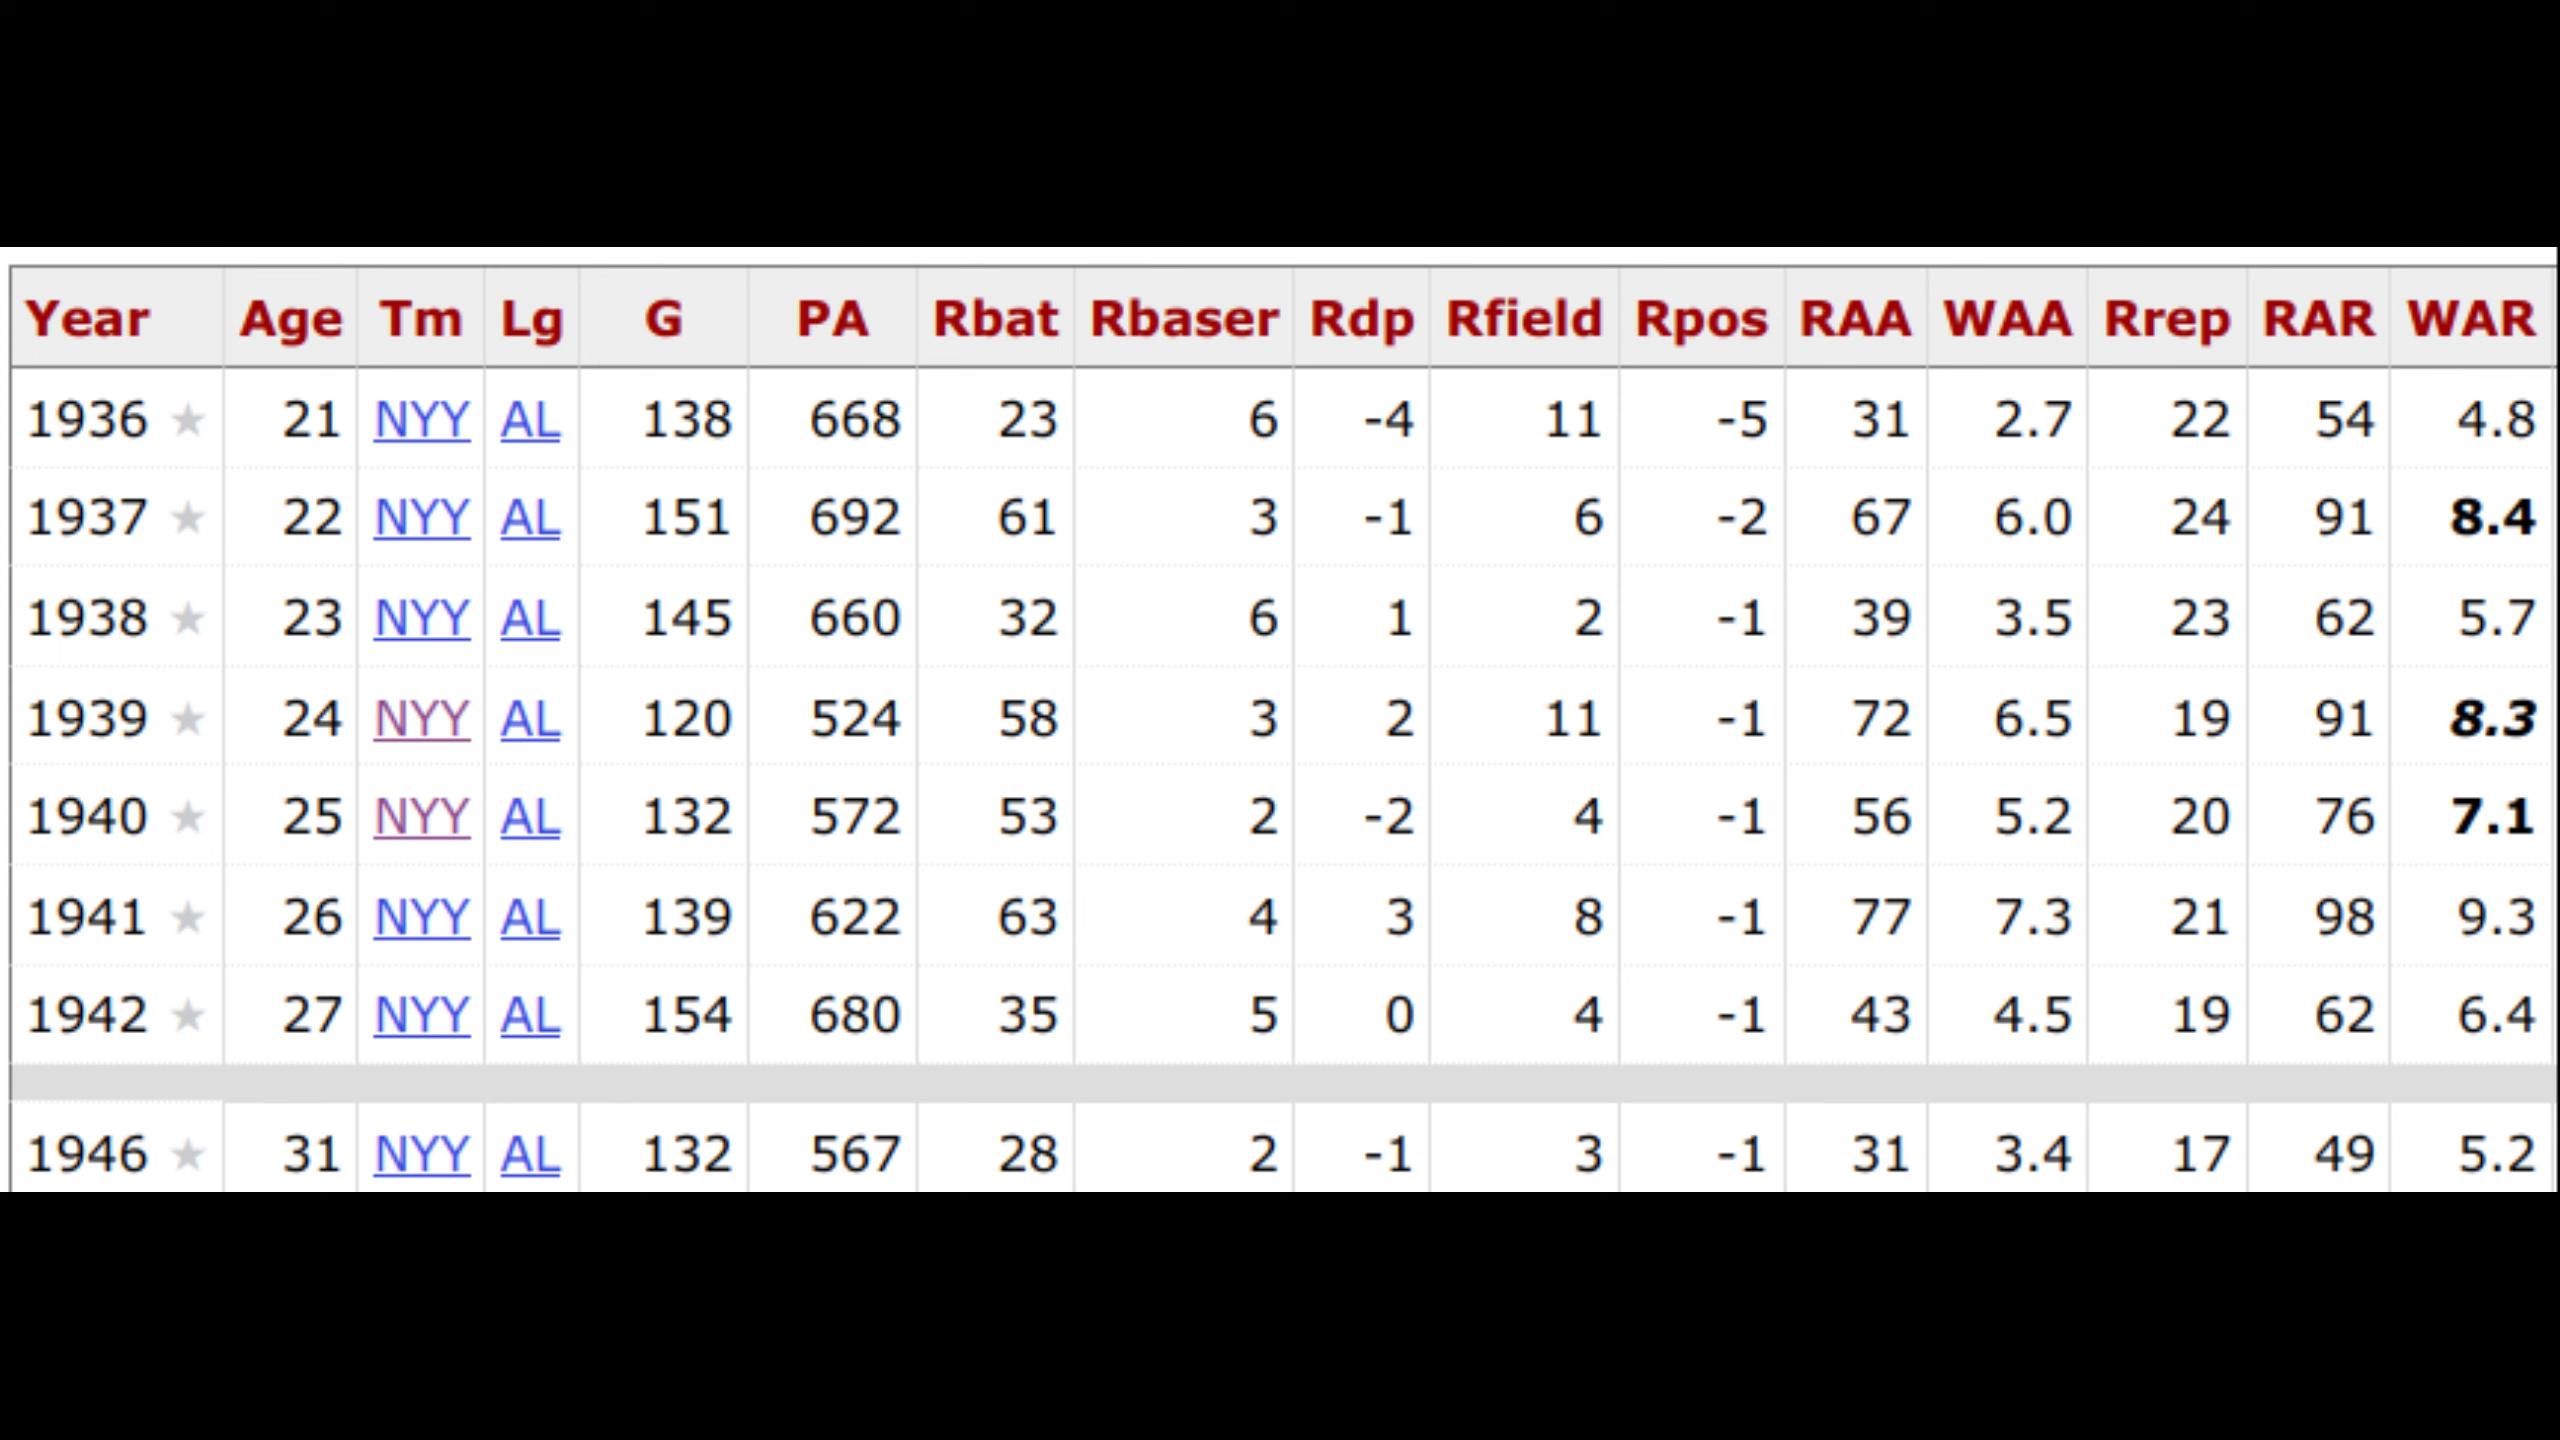 Year Age Tm Lg G PA Rbat Rbaser Rdp Rfield Rpos RAA WAA Rrep RAR WAR
1936 ★ 21 NYY AL 138 668 23 6 -4 11 -5 31 2.7 22 54 4.8
1937 ★ 22 NYY AL 151 692 61 3 -1 6 -2 67 6.0 24 91 8.4
1938 ★ 23 NYY AL 145 660 32 6 1 2 -1 39 3.5 23 62 5.7
1939 ★ 24 NYY AL 120 524 58 3 2 11 -1 72 6.5 19 91 8.3
1940 ★ 25 NYY AL 132 572 53 2 -2 4 -1 56 5.2 20 76 7.1
1941 ★ 26 NYY AL 139 622 63 4 3 8 -1 77 7.3 21 98 9.3
1942 ★ 27 NYY AL 154 680 35 5 0 4 -1 43 4.5 19 62 6.4
1946 ★ 31 NYY AL 132 567 28 2 -1 3 -1 31 3.4 17 49 5.2